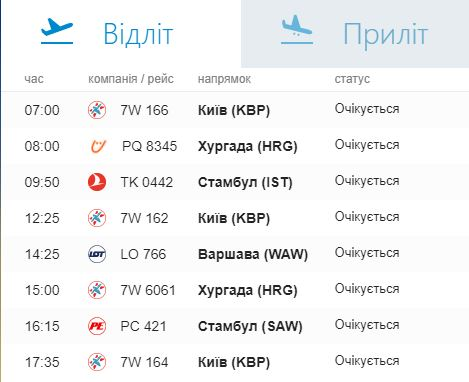 Відліт Приліт
час компанія / рейс напрямок статус
07:00 7W 166 Київ (KBP) Очікується
08:00 PQ 8345 Хургада (HRG) Очікується
09:50 TK 0442 Стамбул (IST) Очікується
12:25 7W 162 Київ (KBP) Очікується
14:25 LOT LO 766 Варшава (WAW) Очікується
15:00 7W 6061 Хургада (HRG) Очікується
16:15 PE PC 421 Стамбул (SAW) Очікується
17:35 7W 164 Київ (KBP) Очікується